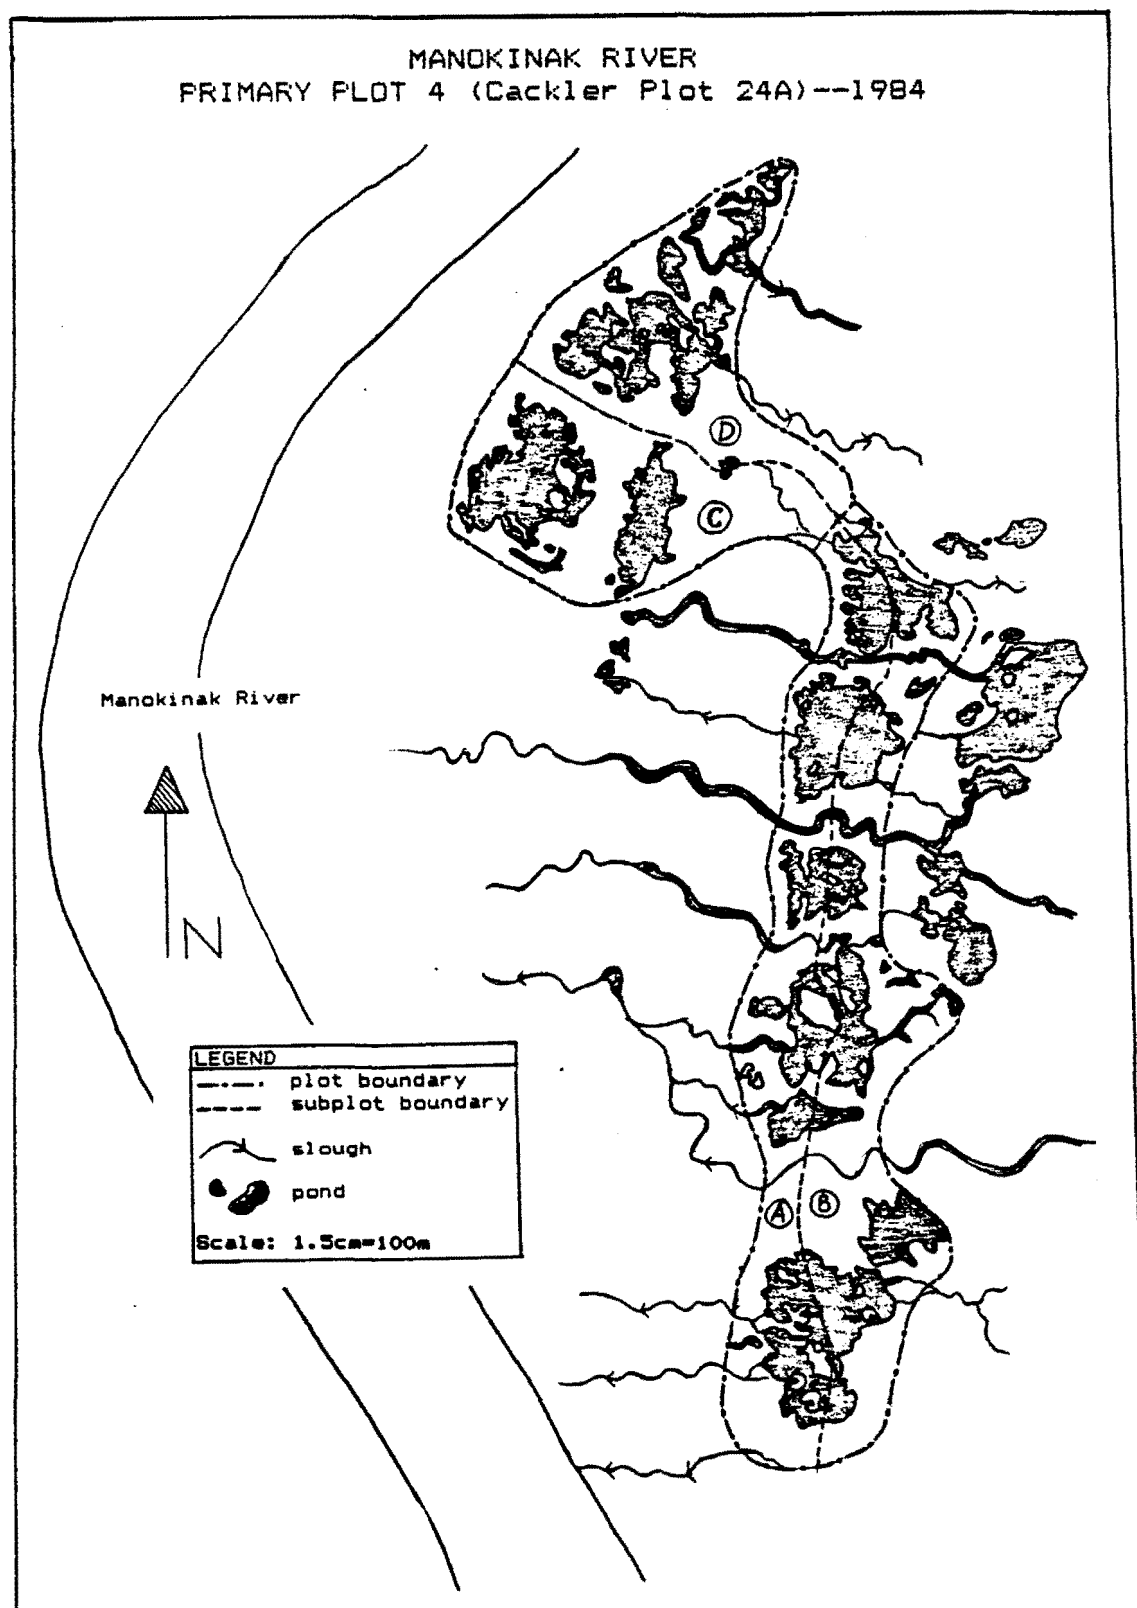 MANOKINAK RIVER
PRIMARY PLOT 4 (Cackler Plot 24A)--1984
D
C
Manokinak River
N
LEGEND
plot boundary
subplot boundary
slough
pond
Scale: 1.5cm=100m
A B